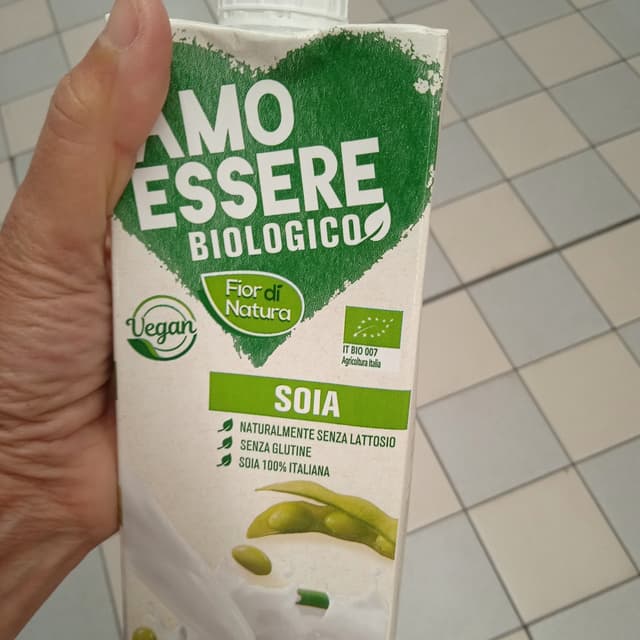 AMO
ESSERE
BIOLOGICO
Fior di
Natura
Vegan
IT BIO 007
Agricoltura Italia
SOIA
NATURALMENTE SENZA LATTOSIO
SENZA GLUTINE
SOIA 100% ITALIANA